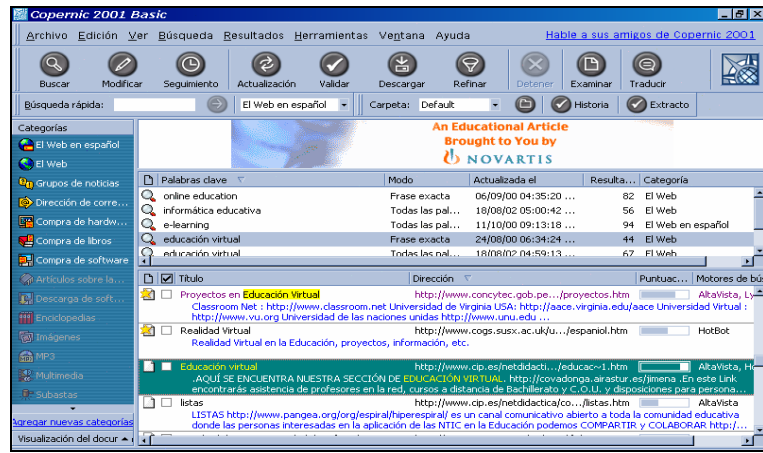 Copernic 2001 Basic
Archivo Edición Ver Búsqueda Resultados Herramientas Ventana Ayuda Hable a sus amigos de Copernic 2001
Buscar Modificar Seguimiento Actualización Validar Descargar Refinar Detener Examinar Traducir
Búsqueda rápida: El Web en español Carpeta: Default Historia Extracto
Categorías
El Web en español
El Web
Grupos de noticias
Dirección de corre...
Compra de hardw...
Compra de libros
Compra de software
Artículos sobre la...
Descarga de soft...
Enciclopedias
Imágenes
MP3
Multimedia
Subastas
Agregar nuevas categorías
Visualización del docur
An Educational Article
Brought to You by
NOVARTIS
Palabras clave Modo Actualizada el Resulta... Categoría
online education Frase exacta 06/09/00 04:35:20 ... 82 El Web
informática educativa Todas las pal... 18/08/02 05:00:42 ... 56 El Web
e-learning Todas las pal... 11/10/00 09:13:18 ... 94 El Web en español
educación virtual Frase exacta 24/08/00 06:34:24 ... 44 El Web
educación virtual Todas las pal... 18/08/02 04:59:13 ... 67 El Web
Título Dirección Puntuac... Motores de bús
Proyectos en Educación Virtual http://www.concytec.gob.pe.../proyectos.htm AltaVista, Ly
Classroom Net : http://www.classroom.net Universidad de Virginia USA: http://aace.virginia.edu/aace Universidad Virtual :
http://www.vu.org Universidad de las naciones unidas http://www.unu.edu ...
Realidad Virtual http://www.cogs.susx.ac.uk/u.../espaniol.htm HotBot
Realidad Virtual en la Educación, proyectos, información, etc.
Educación virtual http://www.cip.es/netdidacti.../educac~1.htm AltaVista, Ho
.AQUÍ SE ENCUENTRA NUESTRA SECCIÓN DE EDUCACIÓN VIRTUAL. http://covadonga.airastur.es/jimena .En este Link
encontrarás asistencia de profesores en la red, cursos a distancia de Bachillerato y C.O.U. y disposiciones para persona...
listas http://www.cip.es/netdidactica/co.../listas.htm AltaVista
LISTAS http://www.pangea.org/org/espiral/hiperespiral/ es un canal comunicativo abierto a toda la comunidad educativa
donde las personas interesadas en la aplicación de las NTIC en la Educación podemos COMPARTIR y COLABORAR http:/...